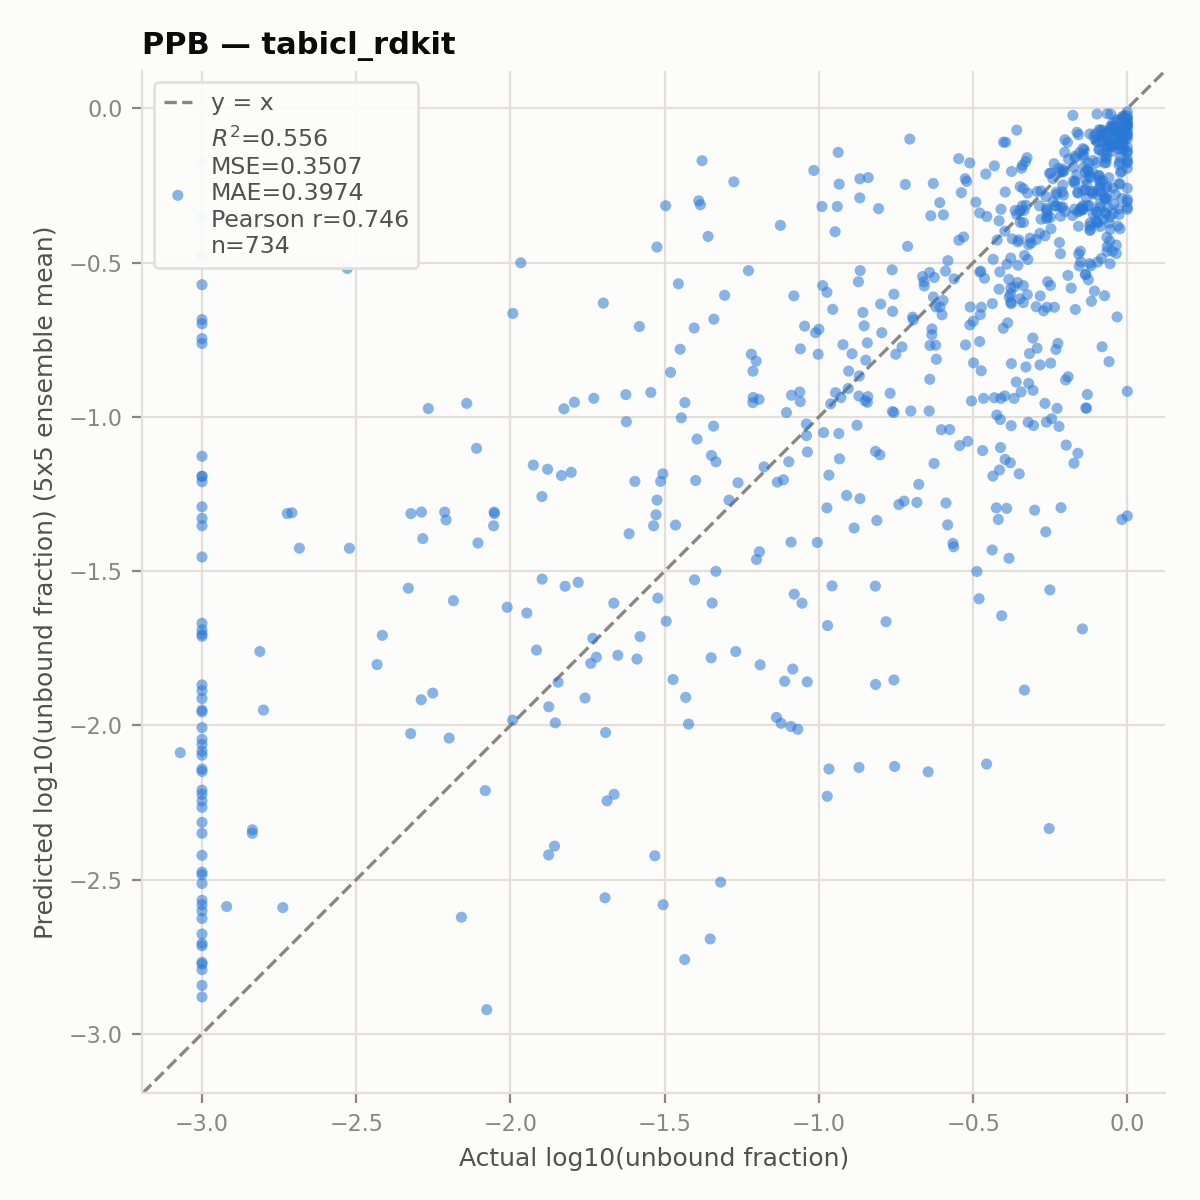 PPB — tabicl_rdkit
y = x
R²=0.556
MSE=0.3507
MAE=0.3974
Pearson r=0.746
n=734
0.0
−0.5
−1.0
−1.5
−2.0
−2.5
−3.0
Predicted log10(unbound fraction) (5x5 ensemble mean)
−3.0 −2.5 −2.0 −1.5 −1.0 −0.5 0.0
Actual log10(unbound fraction)